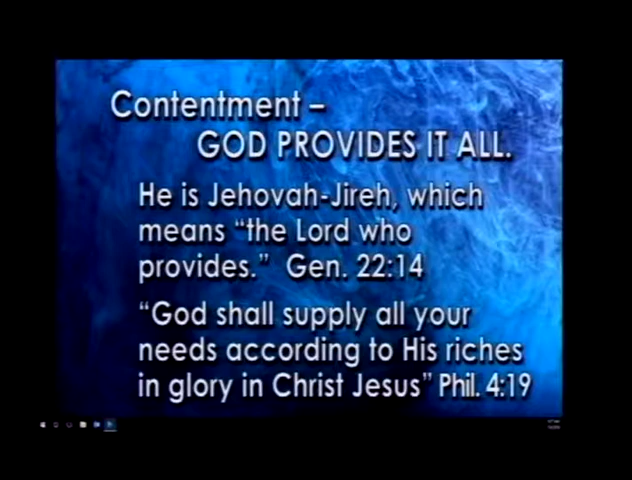 Contentment –
GOD PROVIDES IT ALL.
He is Jehovah-Jireh, which
means “the Lord who
provides.” Gen. 22:14
“God shall supply all your
needs according to His riches
in glory in Christ Jesus” Phil. 4:19